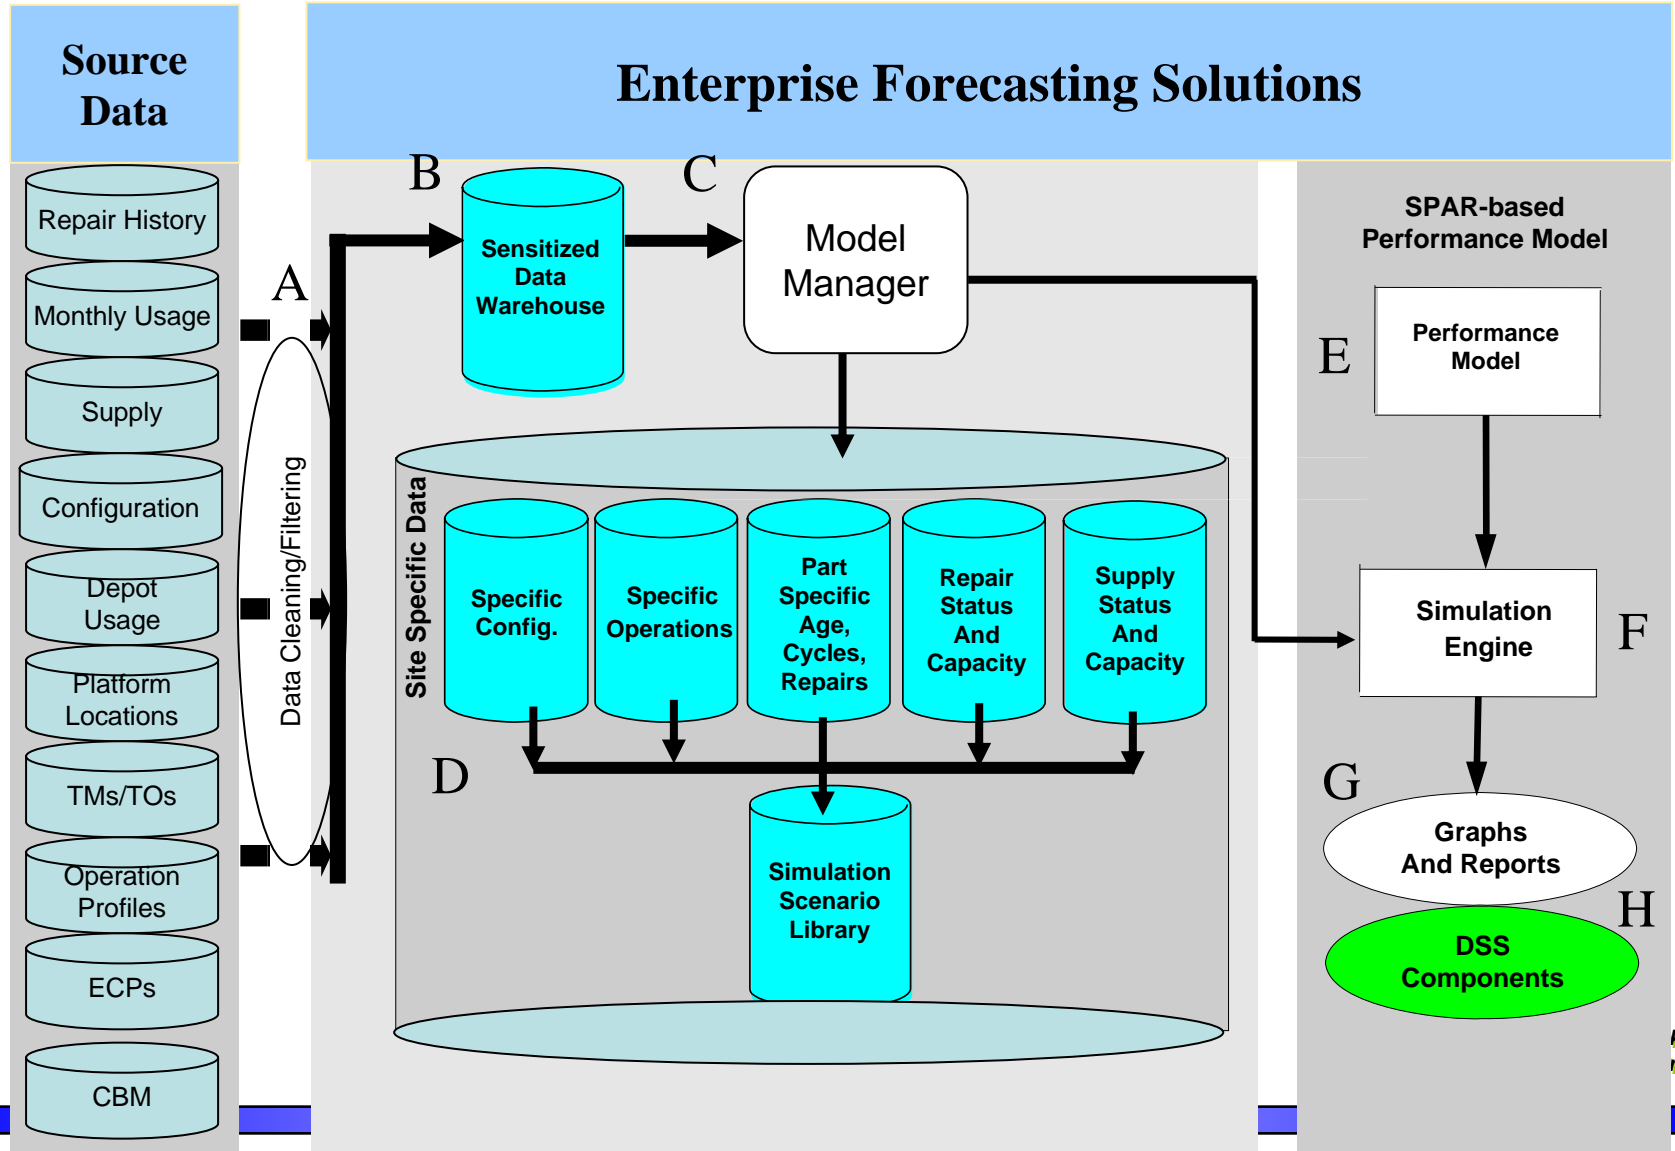 Source
Data
Enterprise Forecasting Solutions
Repair History
Monthly Usage
Supply
Configuration
Depot
Usage
Platform
Locations
TMs/TOs
Operation
Profiles
ECPs
CBM
A
Data Cleaning/Filtering
B
Sensitized
Data
Warehouse
C
Model
Manager
Site Specific Data
Specific
Config.
Specific
Operations
Part
Specific
Age,
Cycles,
Repairs
Repair
Status
And
Capacity
Supply
Status
And
Capacity
D
Simulation
Scenario
Library
SPAR-based
Performance Model
E
Performance
Model
Simulation
Engine
F
G
Graphs
And Reports
H
DSS
Components